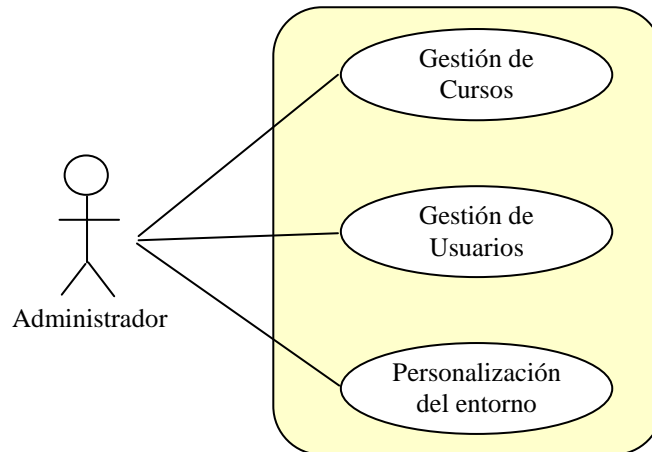 Gestión de
Cursos
Gestión de
Usuarios
Administrador
Personalización
del entorno